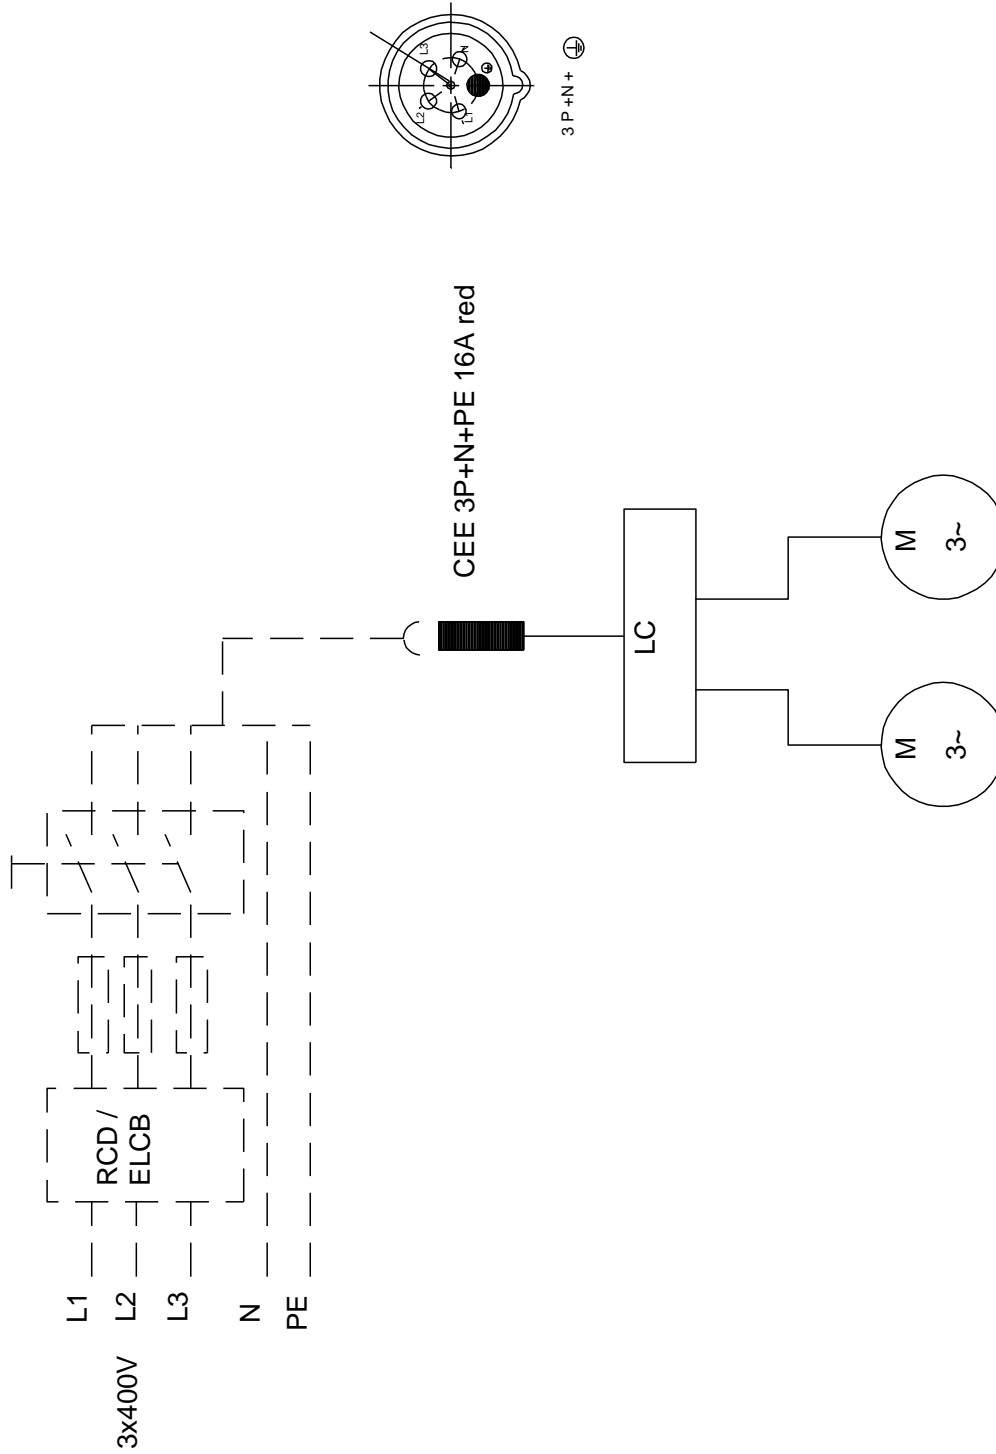 3x400V
L1
L2
L3
N
PE
RCD /
ELCB
CEE 3P+N+PE 16A red
LC
M
3~
M
3~
L1
L2
L3
N
3 P +N +